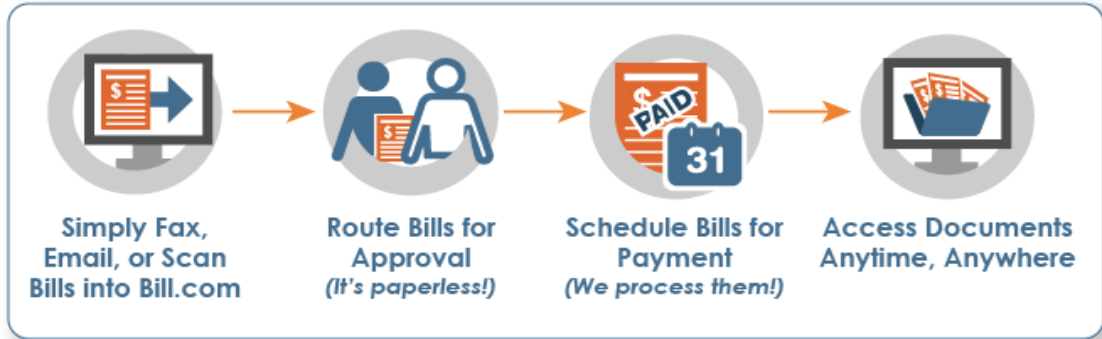 $
Simply Fax,
Email, or Scan
Bills into Bill.com
$
Route Bills for
Approval
(It's paperless!)
$
PAID
31
Schedule Bills for
Payment
(We process them!)
$ $ $
Access Documents
Anytime, Anywhere